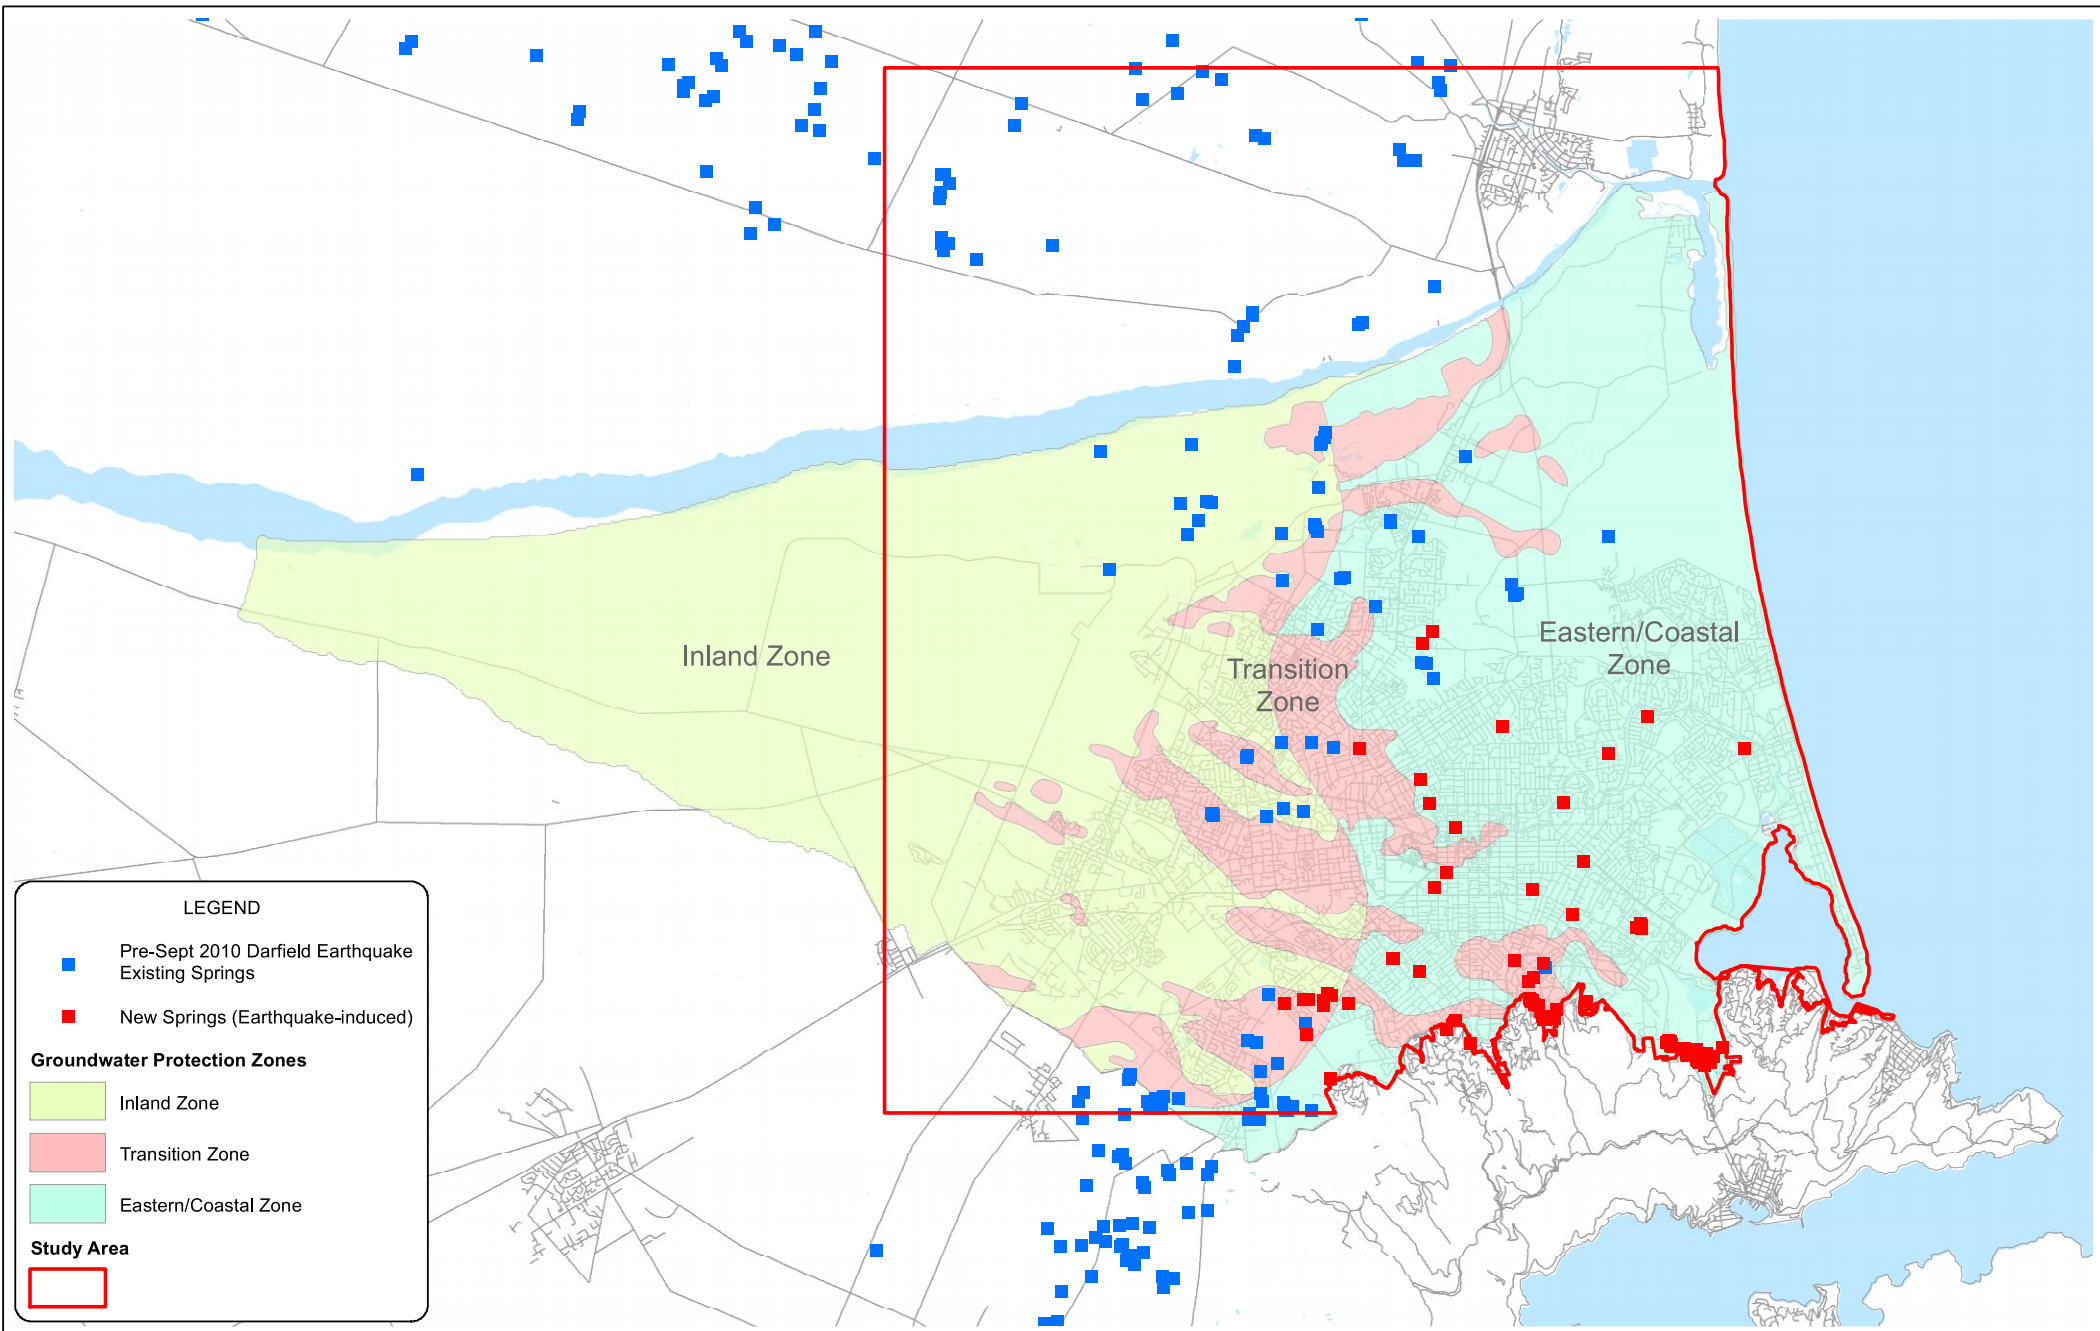 Inland Zone
Transition
Zone
Eastern/Coastal
Zone
LEGEND
Pre-Sept 2010 Darfield Earthquake
Existing Springs
New Springs (Earthquake-induced)
Groundwater Protection Zones
Inland Zone
Transition Zone
Eastern/Coastal Zone
Study Area